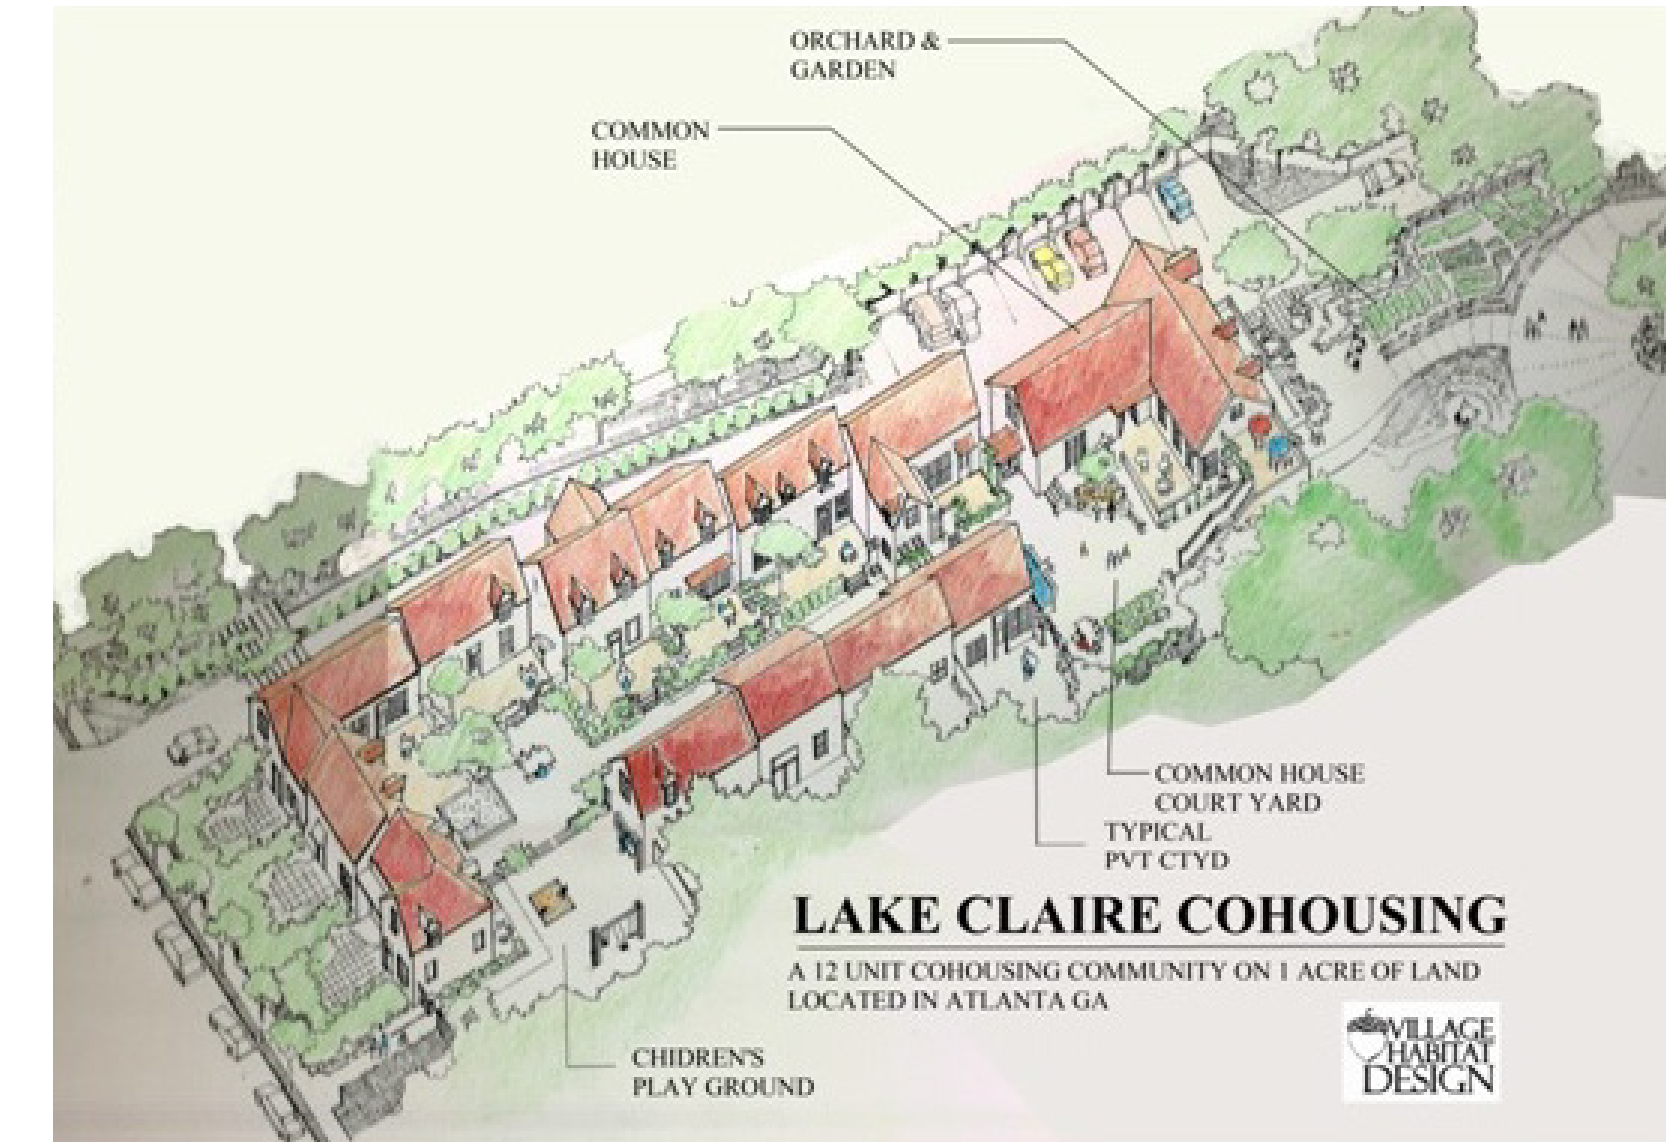 ORCHARD &
GARDEN
COMMON
HOUSE
COMMON HOUSE
COURT YARD
TYPICAL
PVT CTYD
LAKE CLAIRE COHOUSING
A 12 UNIT COHOUSING COMMUNITY ON 1 ACRE OF LAND
LOCATED IN ATLANTA GA
CHIDREN'S
PLAY GROUND
VILLAGE
HABITAT
DESIGN